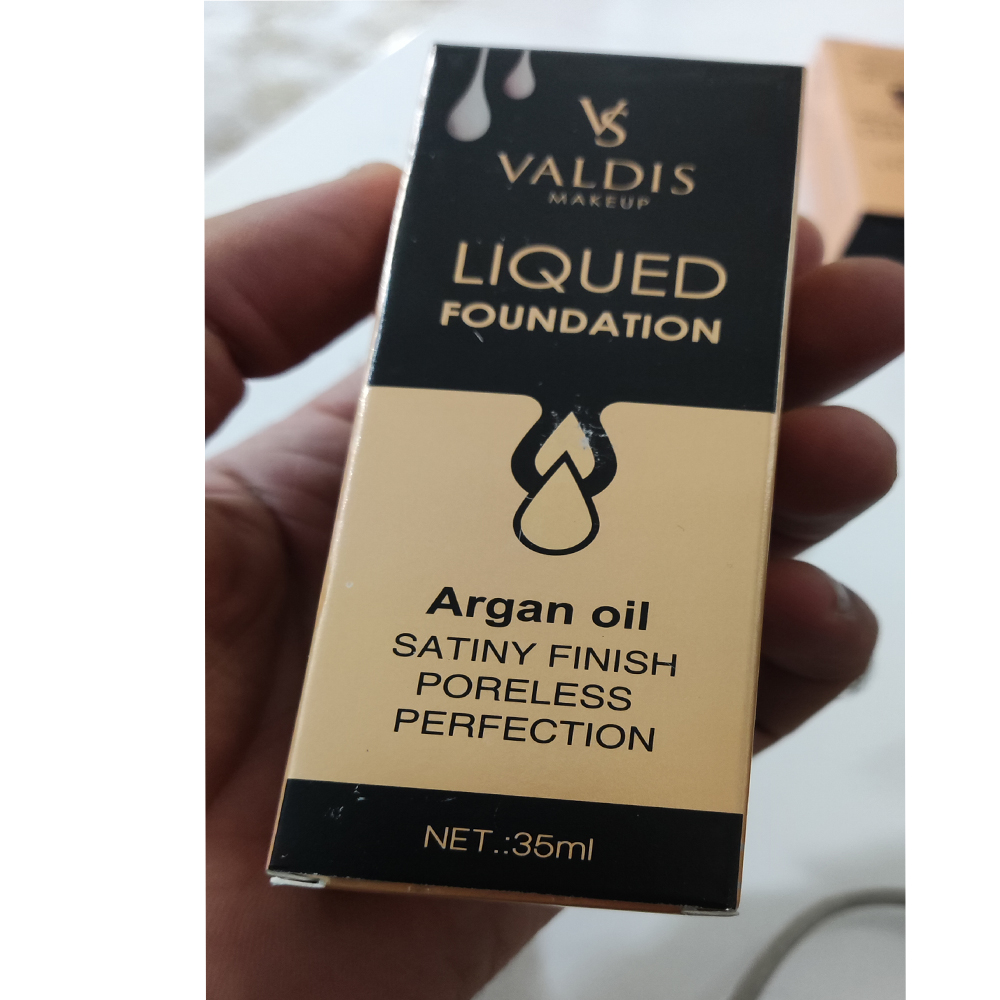 VS
VALDIS
MAKEUP
LIQUED
FOUNDATION
Argan oil
SATINY FINISH
PORELESS
PERFECTION
NET.:35ml